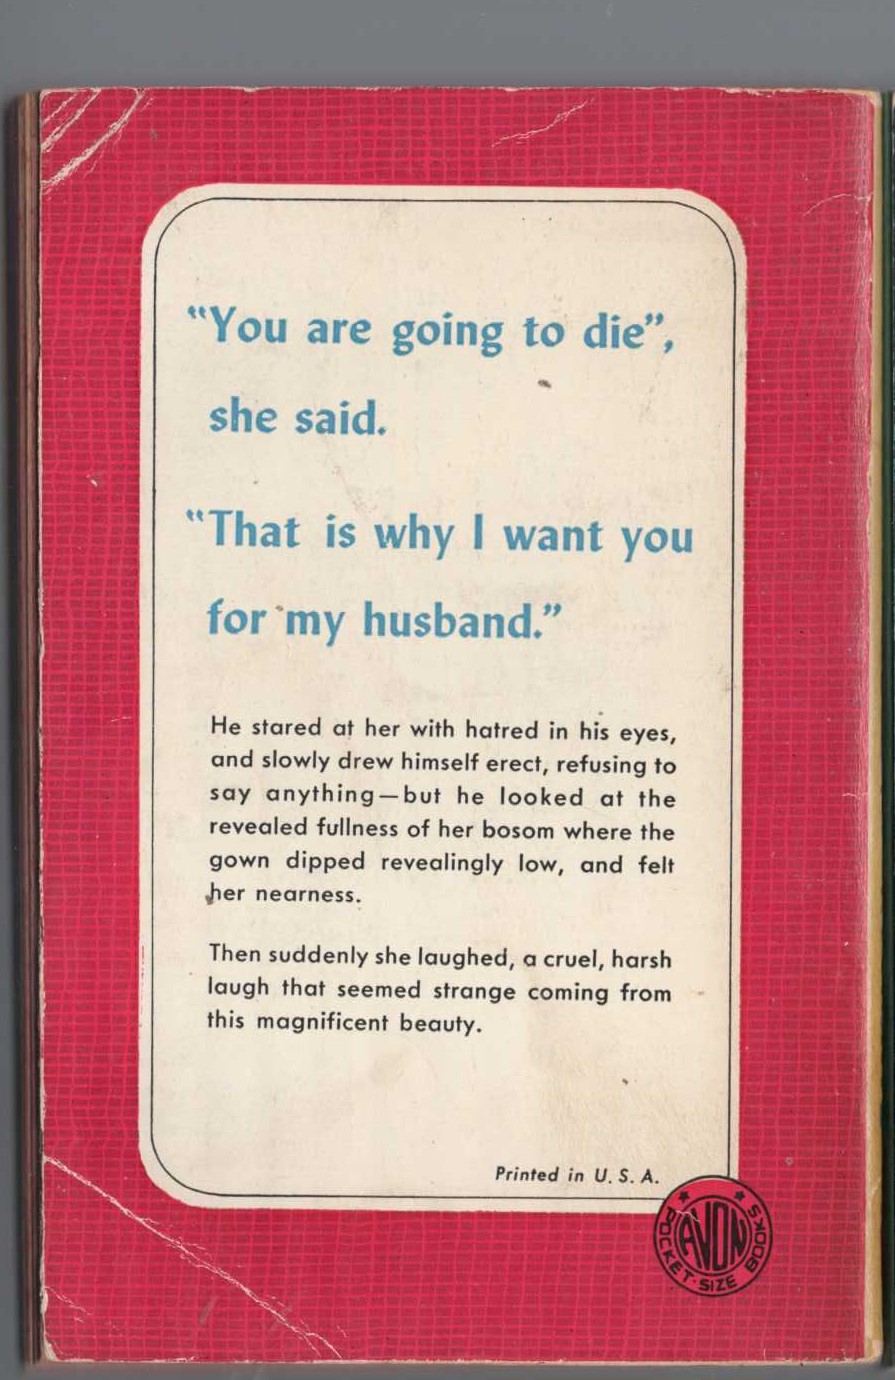 “You are going to die”,
she said.
“That is why I want you
for my husband.”
He stared at her with hatred in his eyes,
and slowly drew himself erect, refusing to
say anything—but he looked at the
revealed fullness of her bosom where the
gown dipped revealingly low, and felt
her nearness.
Then suddenly she laughed, a cruel, harsh
laugh that seemed strange coming from
this magnificent beauty.
Printed in U. S. A.
AVON
POCKET·SIZE BOOKS